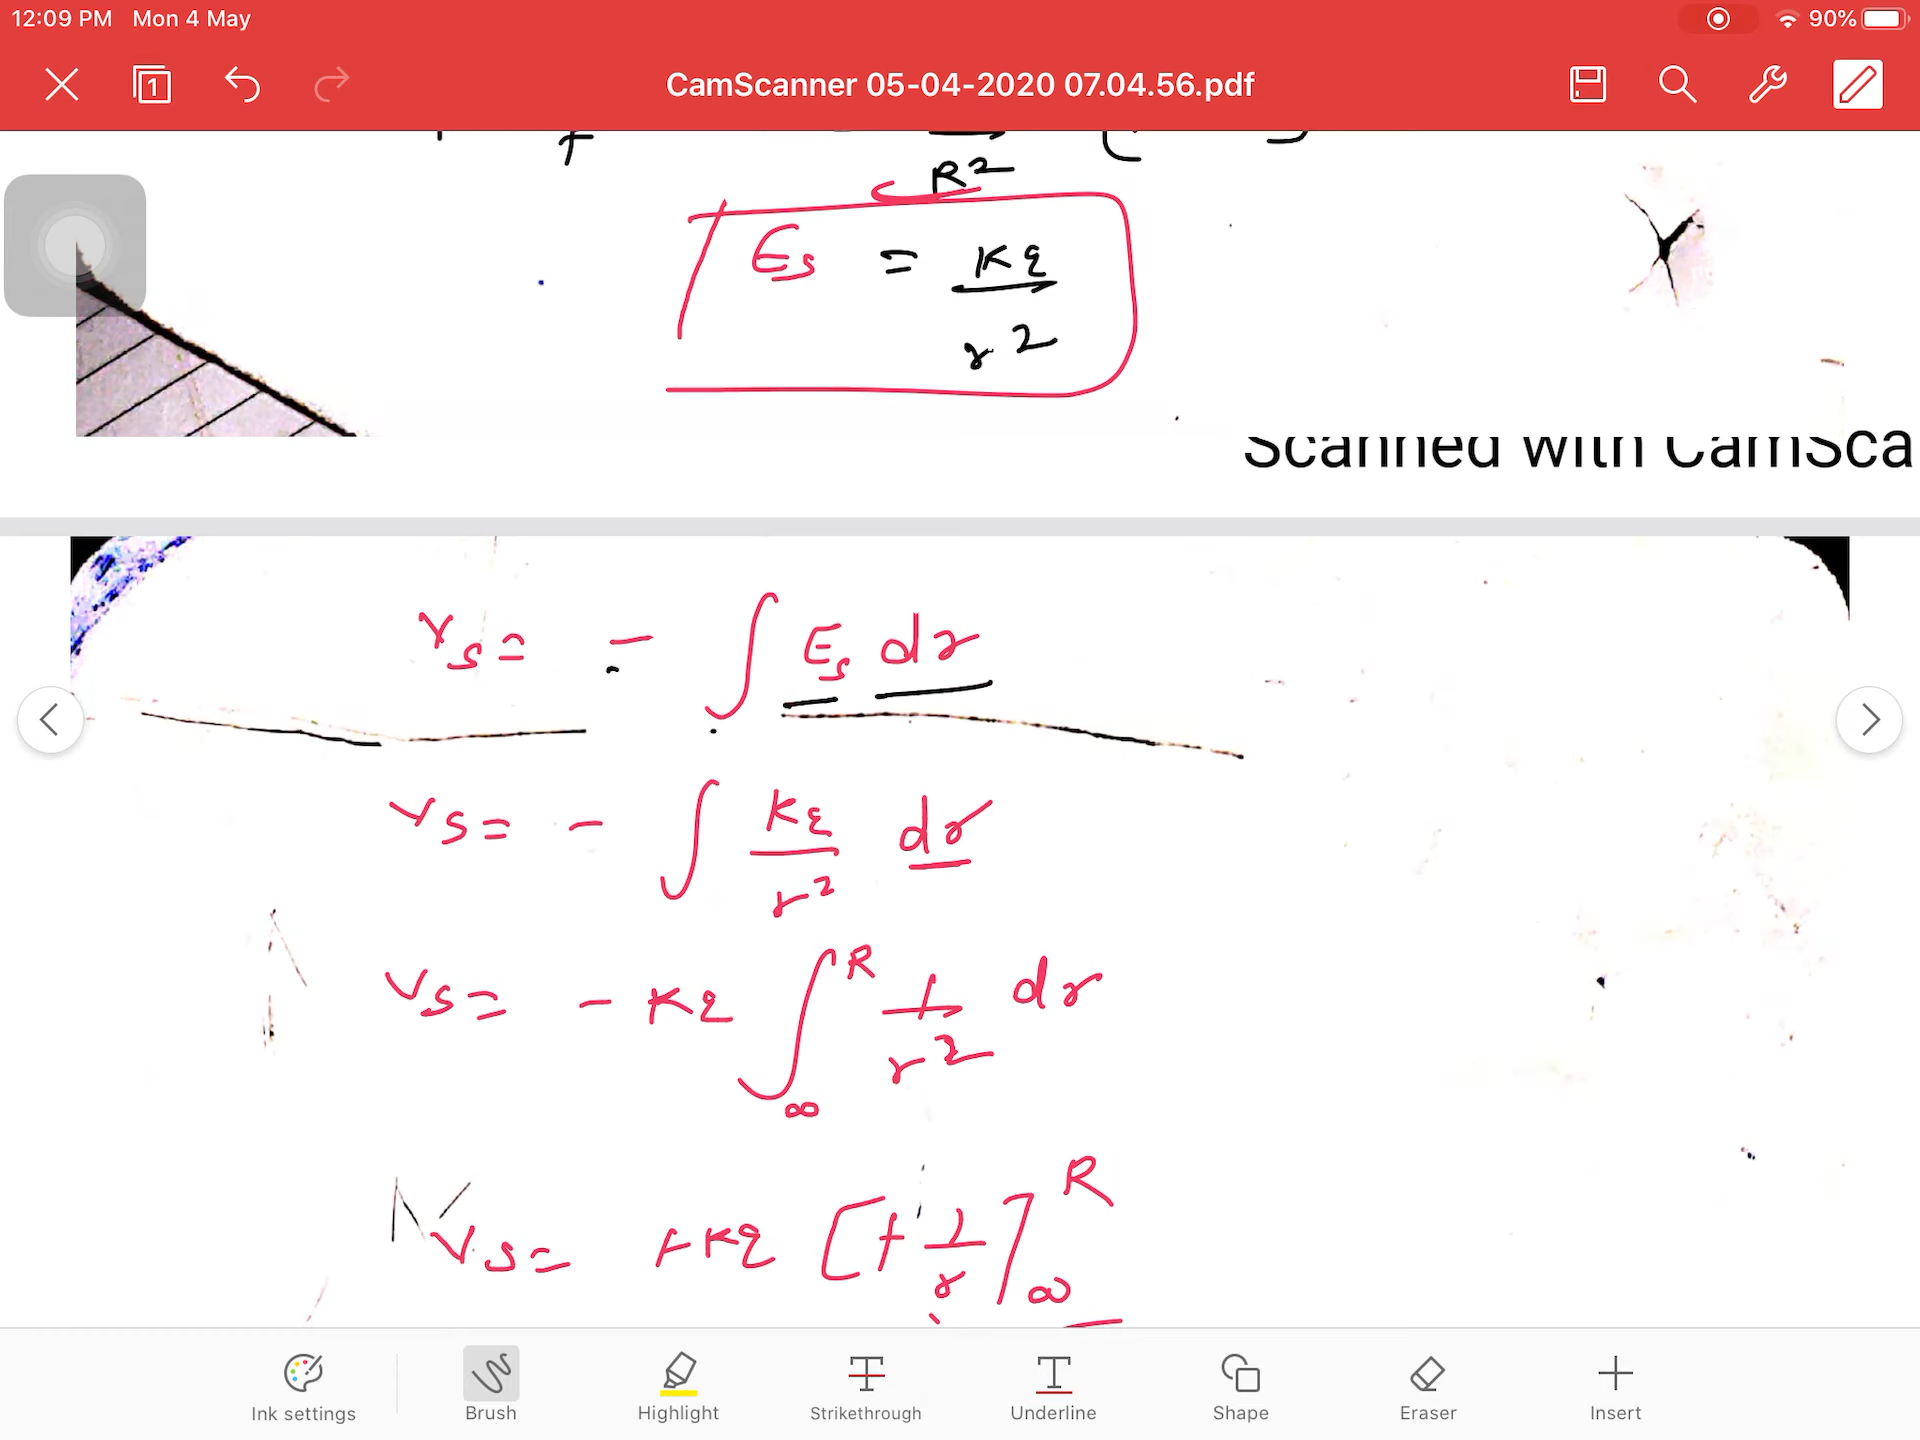 12:09 PM Mon 4 May
90%
1
CamScanner 05-04-2020 07.04.56.pdf
R²
Es = Kq
r²
Scanned with CamSca
Vs = - ∫ Es dr
Vs = - ∫ Kq/r² dr
Vs = - Kq ∫ R ∞ 1/r² dr
Vs = +Kq [+ 1/r] R ∞
Ink settings
Brush
Highlight
Strikethrough
Underline
Shape
Eraser
Insert